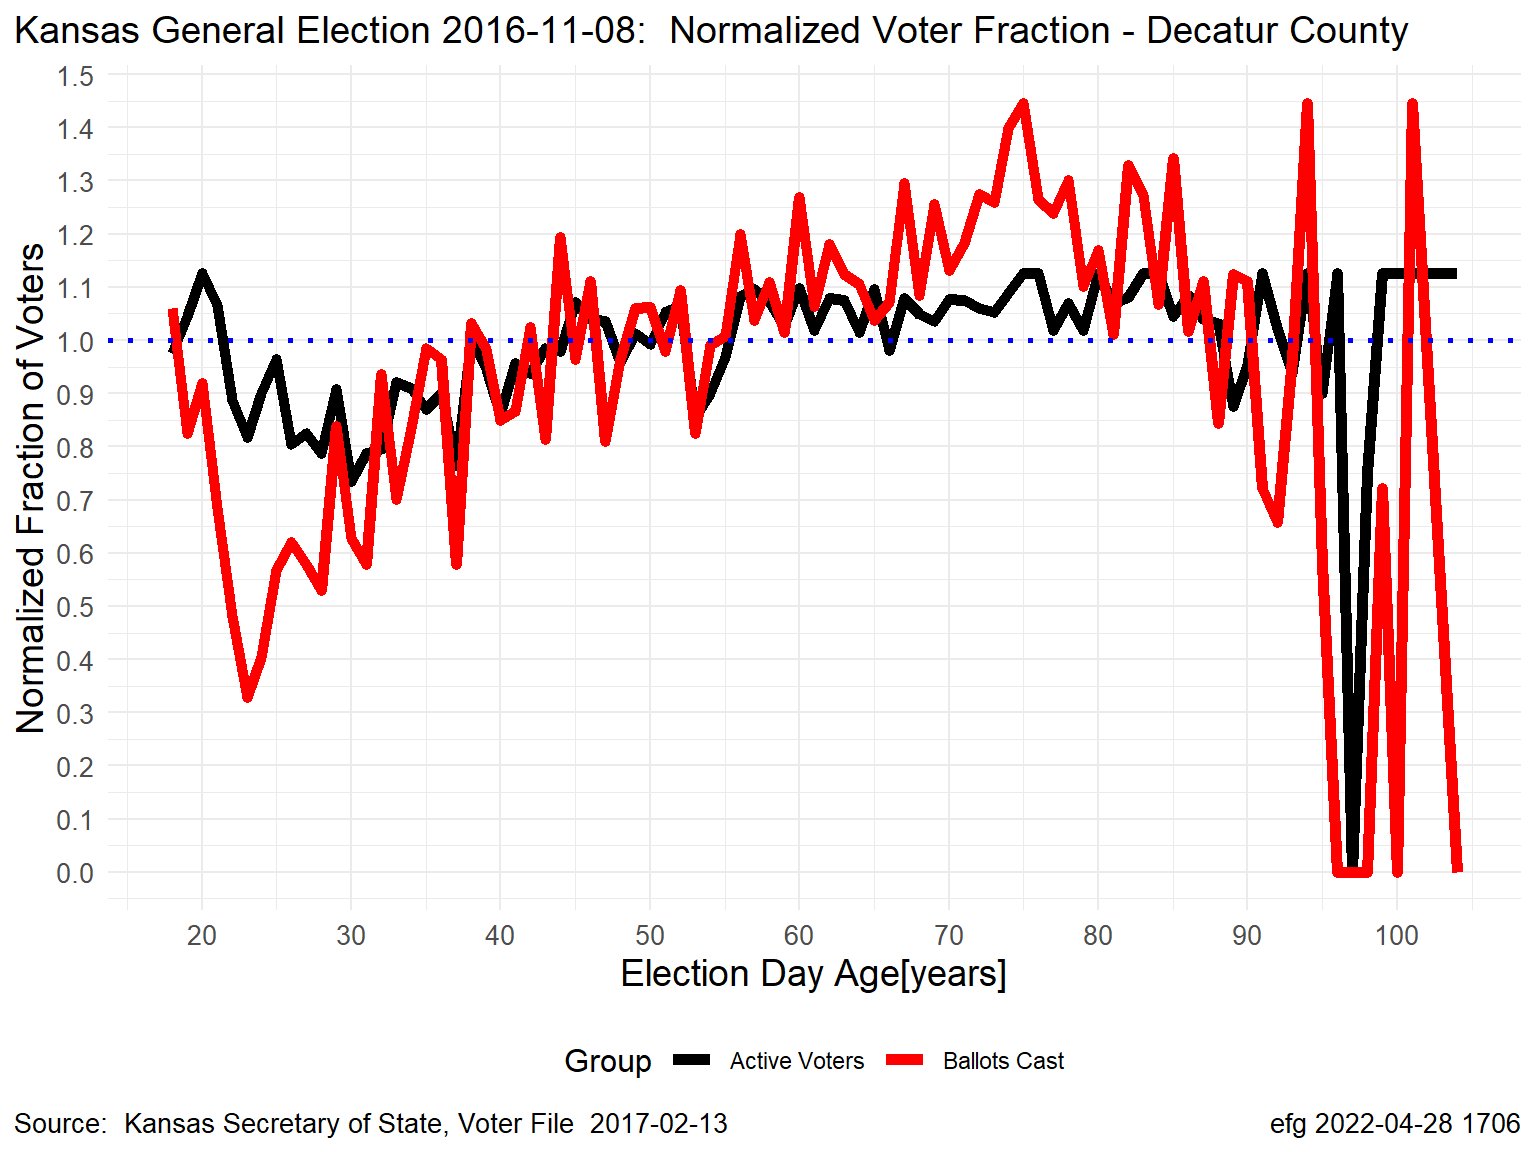 Kansas General Election 2016-11-08:  Normalized Voter Fraction - Decatur County
Normalized Fraction of Voters
1.5
1.4
1.3
1.2
1.1
1.0
0.9
0.8
0.7
0.6
0.5
0.4
0.3
0.2
0.1
0.0
20 30 40 50 60 70 80 90 100
Election Day Age[years]
Group Active Voters Ballots Cast
Source:  Kansas Secretary of State, Voter File  2017-02-13
efg 2022-04-28 1706